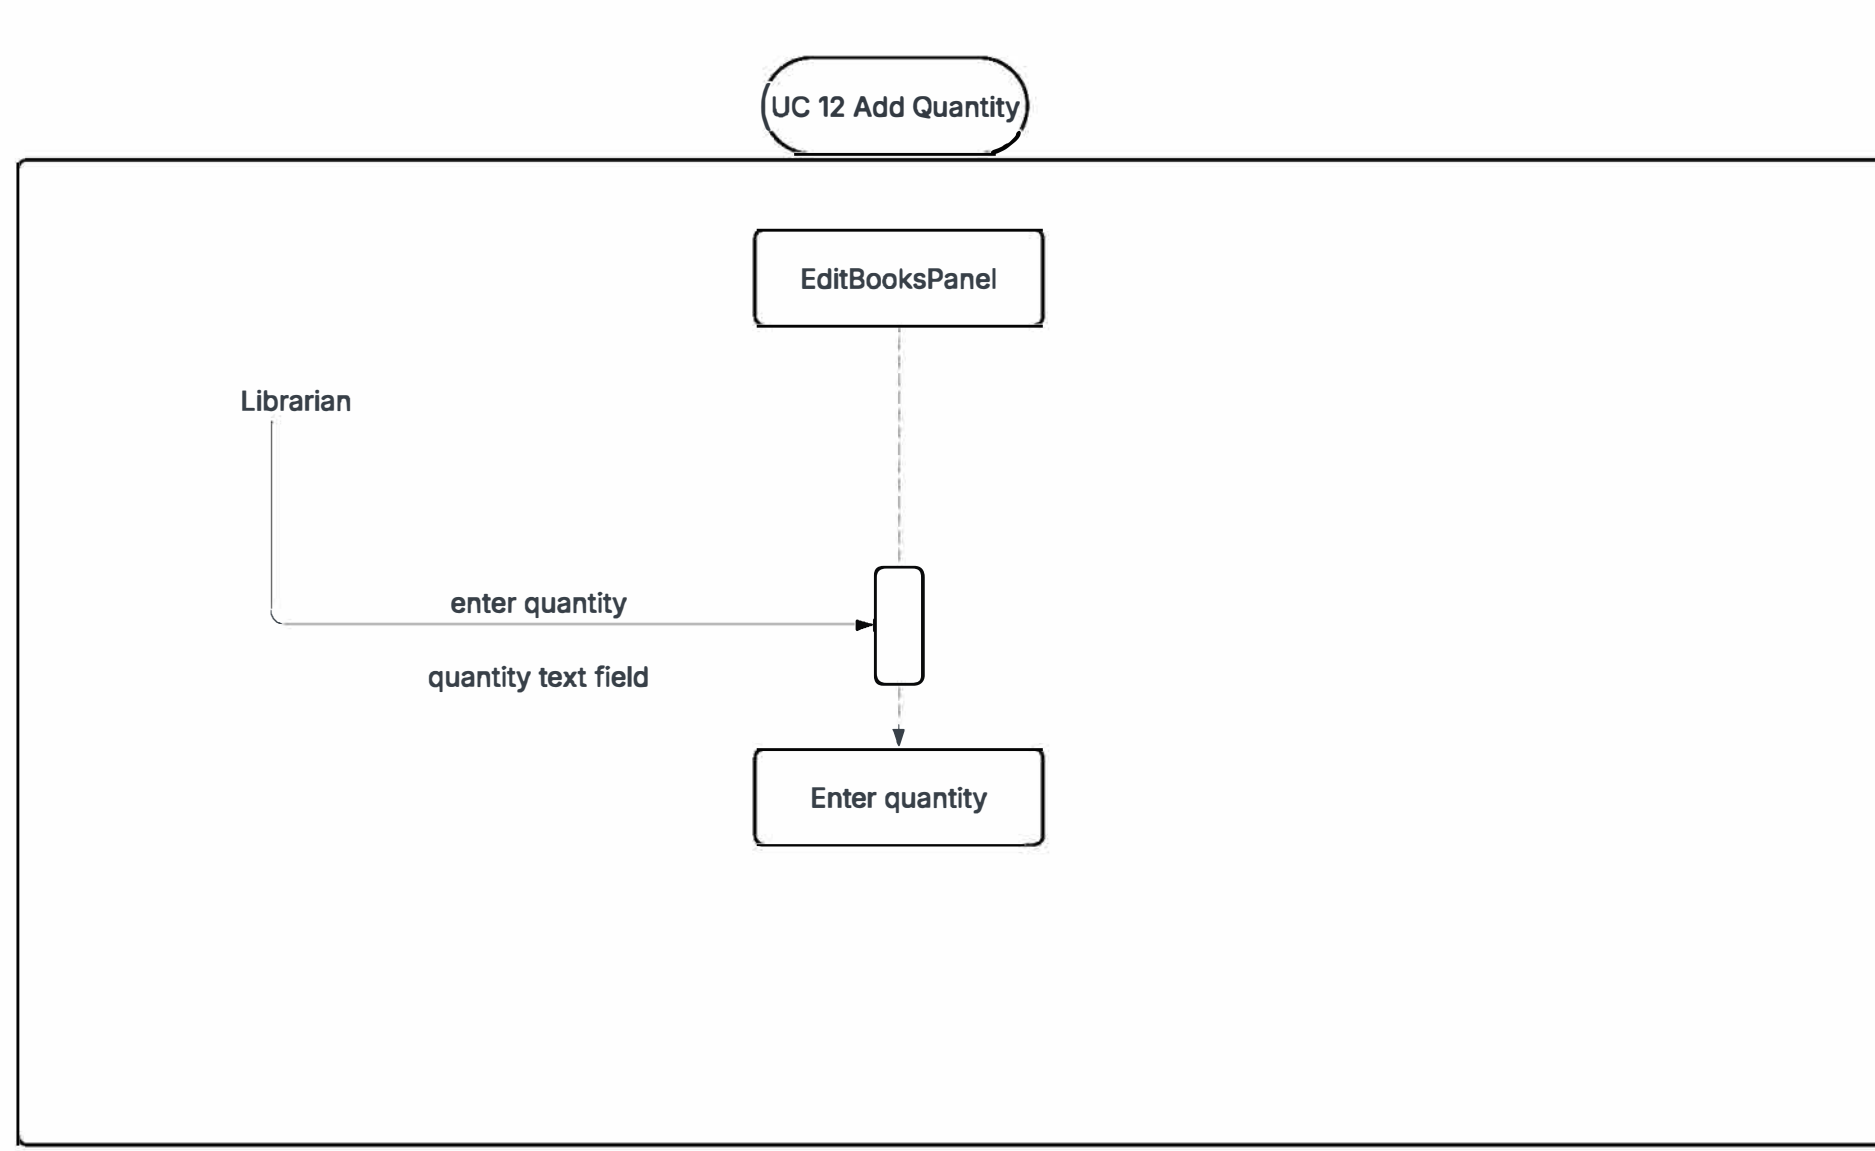 UC 12 Add Quantity
EditBooksPanel
Librarian
enter quantity
quantity text field
Enter quantity